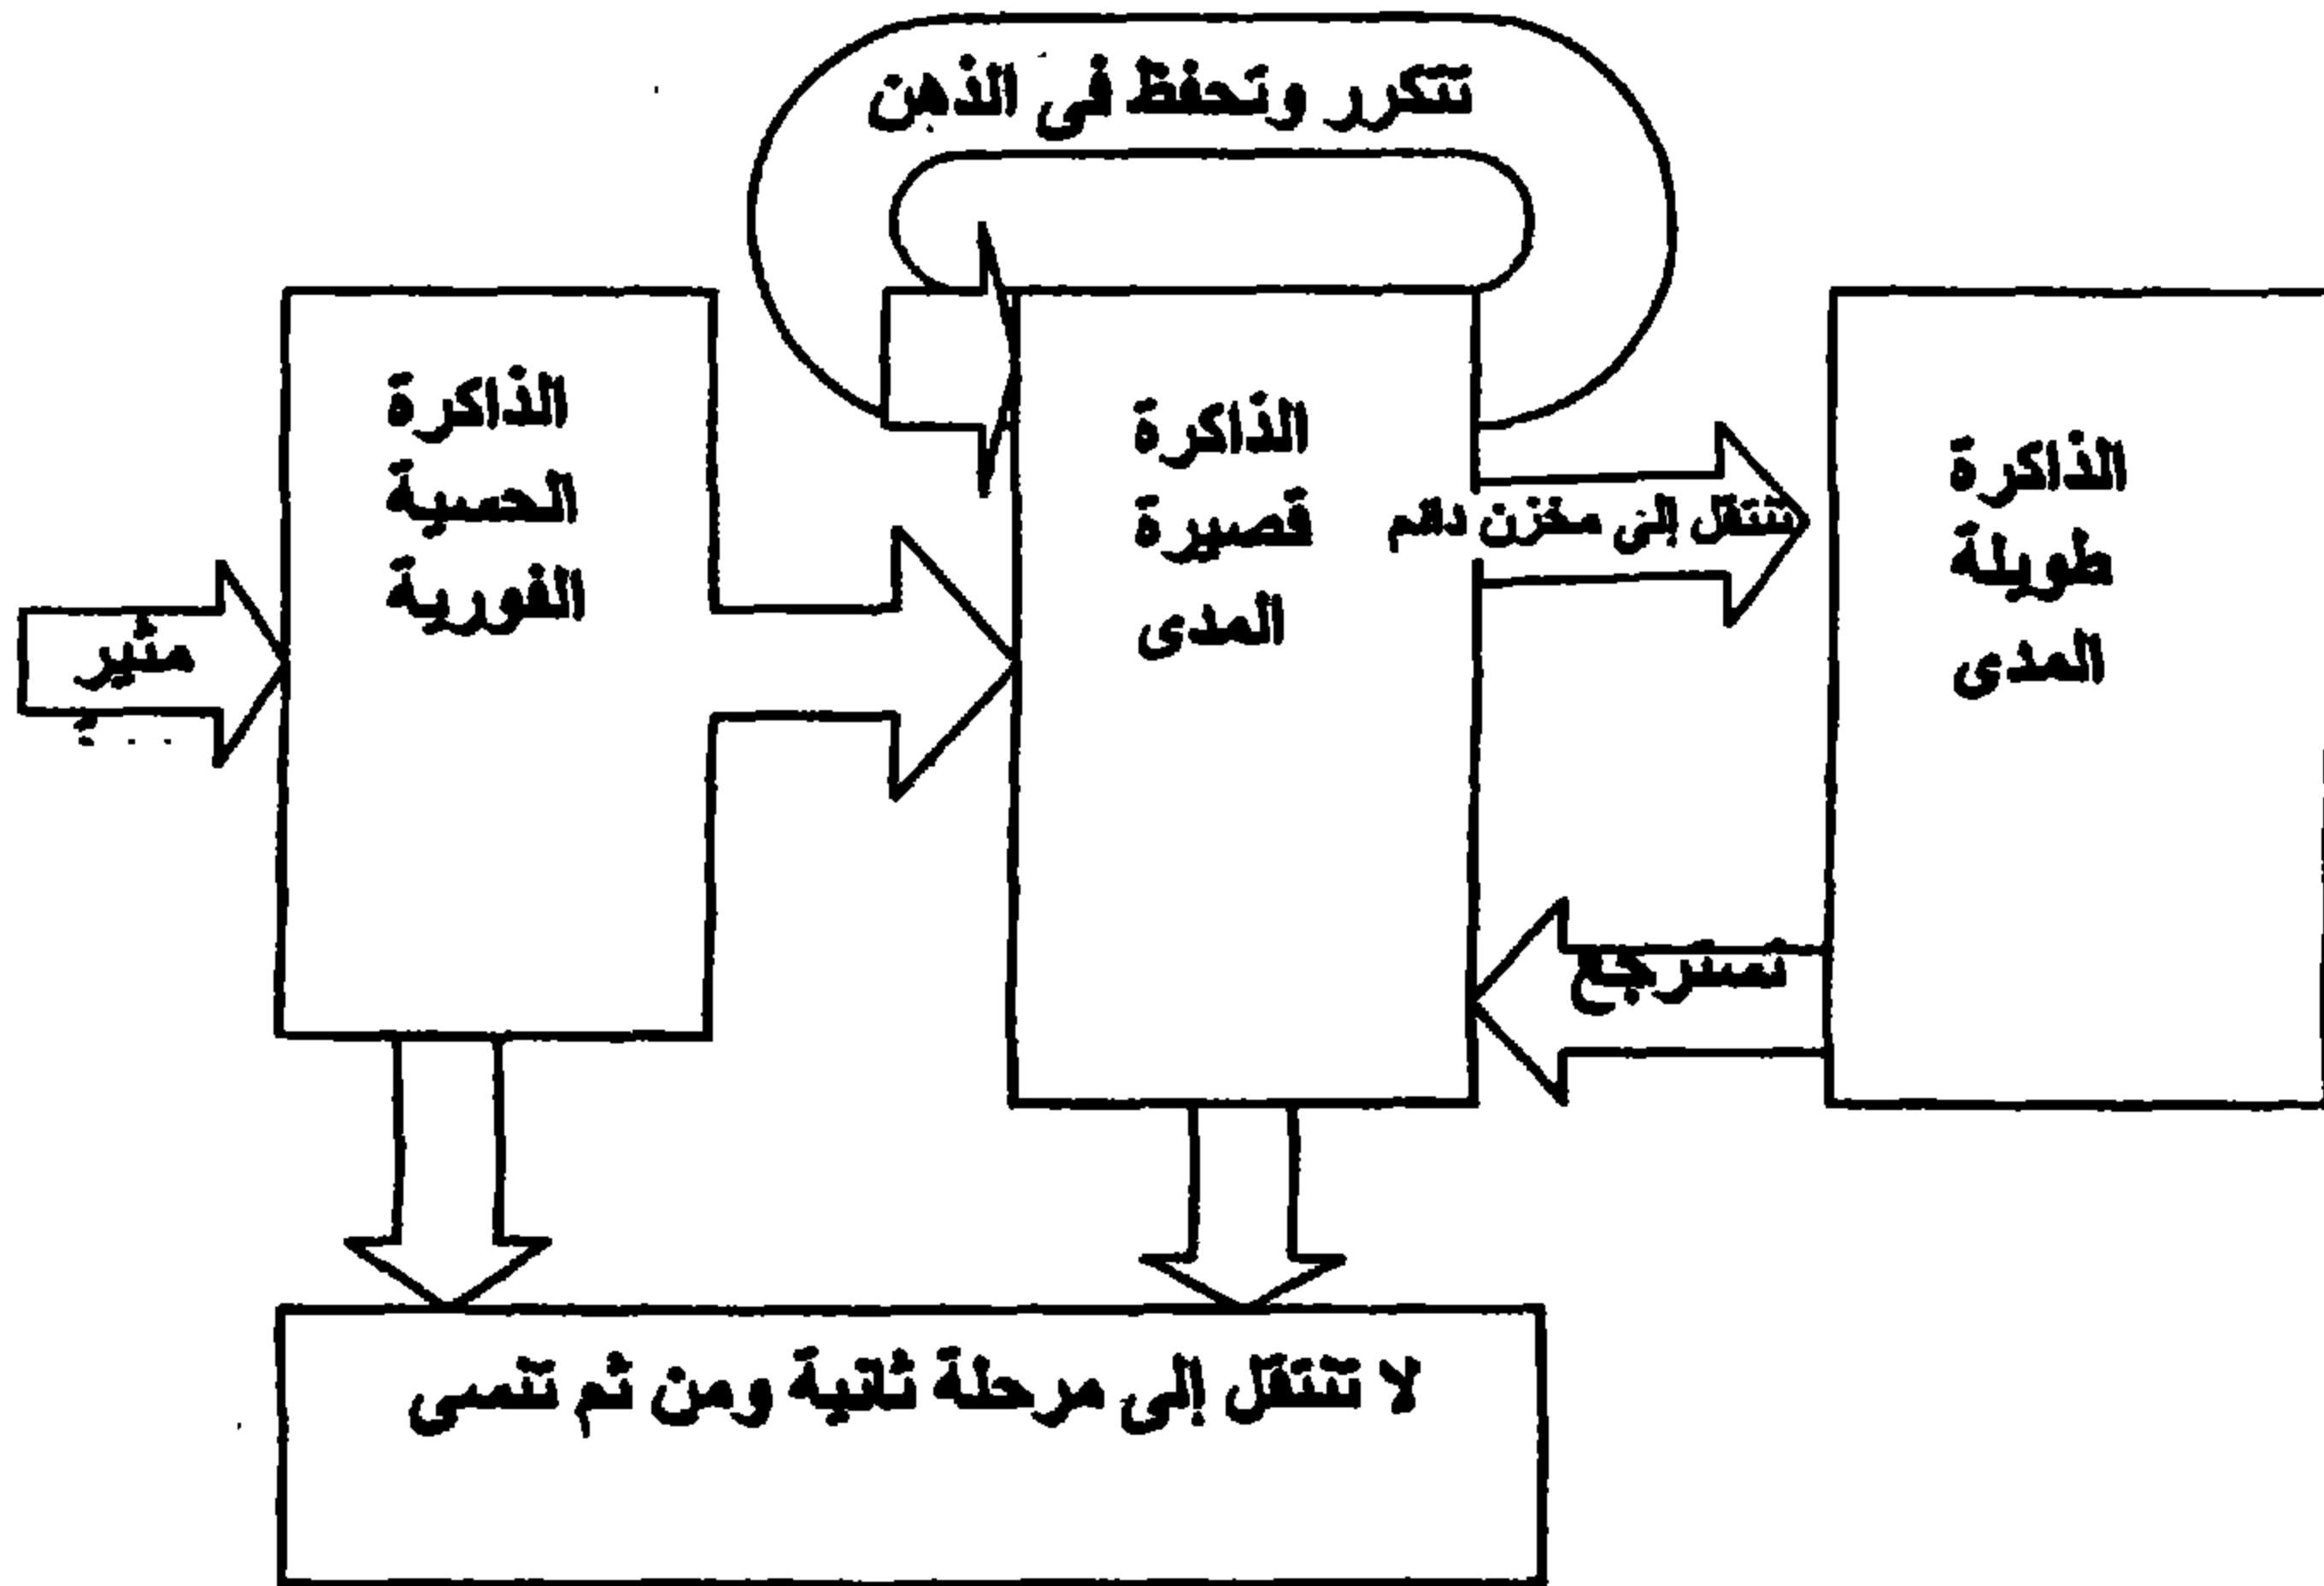 تتكرر وتحفظ فى الذهن
الذاكرة
الحسية
الفورية
الذاكرة
قصيرة
المدى
الذاكرة
طويلة
المدى
مثير
تنتقل إلى مخزن دائم
تسترجع
لا تنتقل إلى مرحلة ثانية ومن ثم تنسى